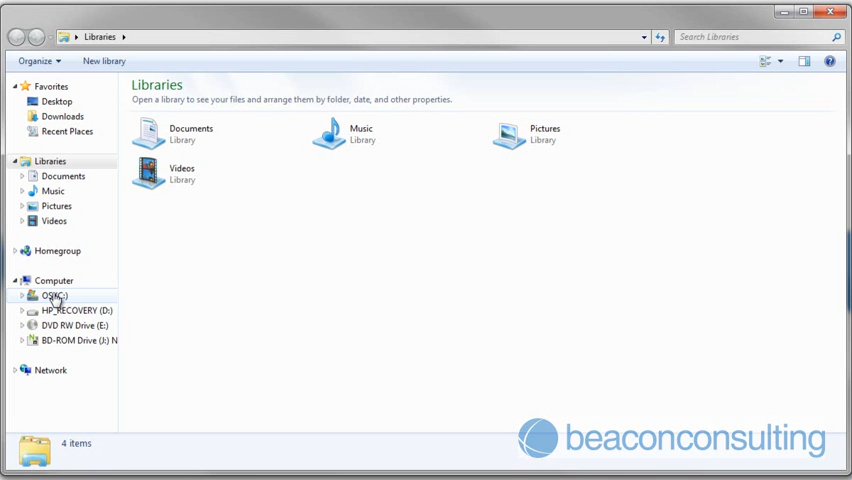 Libraries
Search Libraries
Organize
New library
Favorites
Desktop
Downloads
Recent Places
Libraries
Documents
Music
Pictures
Videos
Homegroup
Computer
OS (C:)
HP_RECOVERY (D:)
DVD RW Drive (E:)
BD-ROM Drive (J:) N
Network
Libraries
Open a library to see your files and arrange them by folder, date, and other properties.
Documents
Library
Music
Library
Pictures
Library
Videos
Library
4 items
beaconconsulting